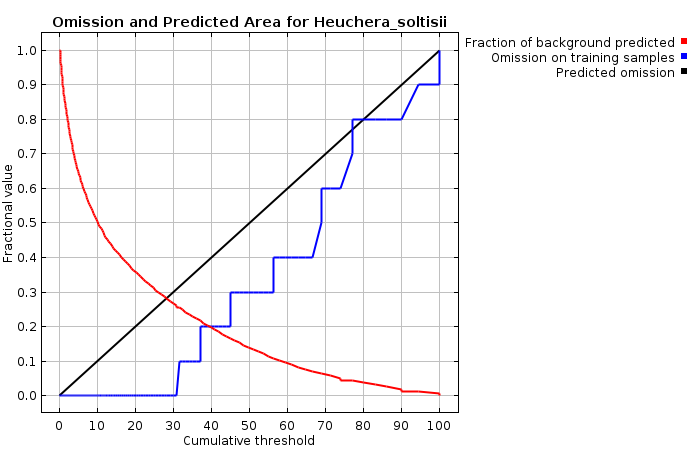 Omission and Predicted Area for Heuchera_soltisii
Fraction of background predicted
Omission on training samples
Predicted omission
Fractional value
1.0
0.9
0.8
0.7
0.6
0.5
0.4
0.3
0.2
0.1
0.0
0 10 20 30 40 50 60 70 80 90 100
Cumulative threshold